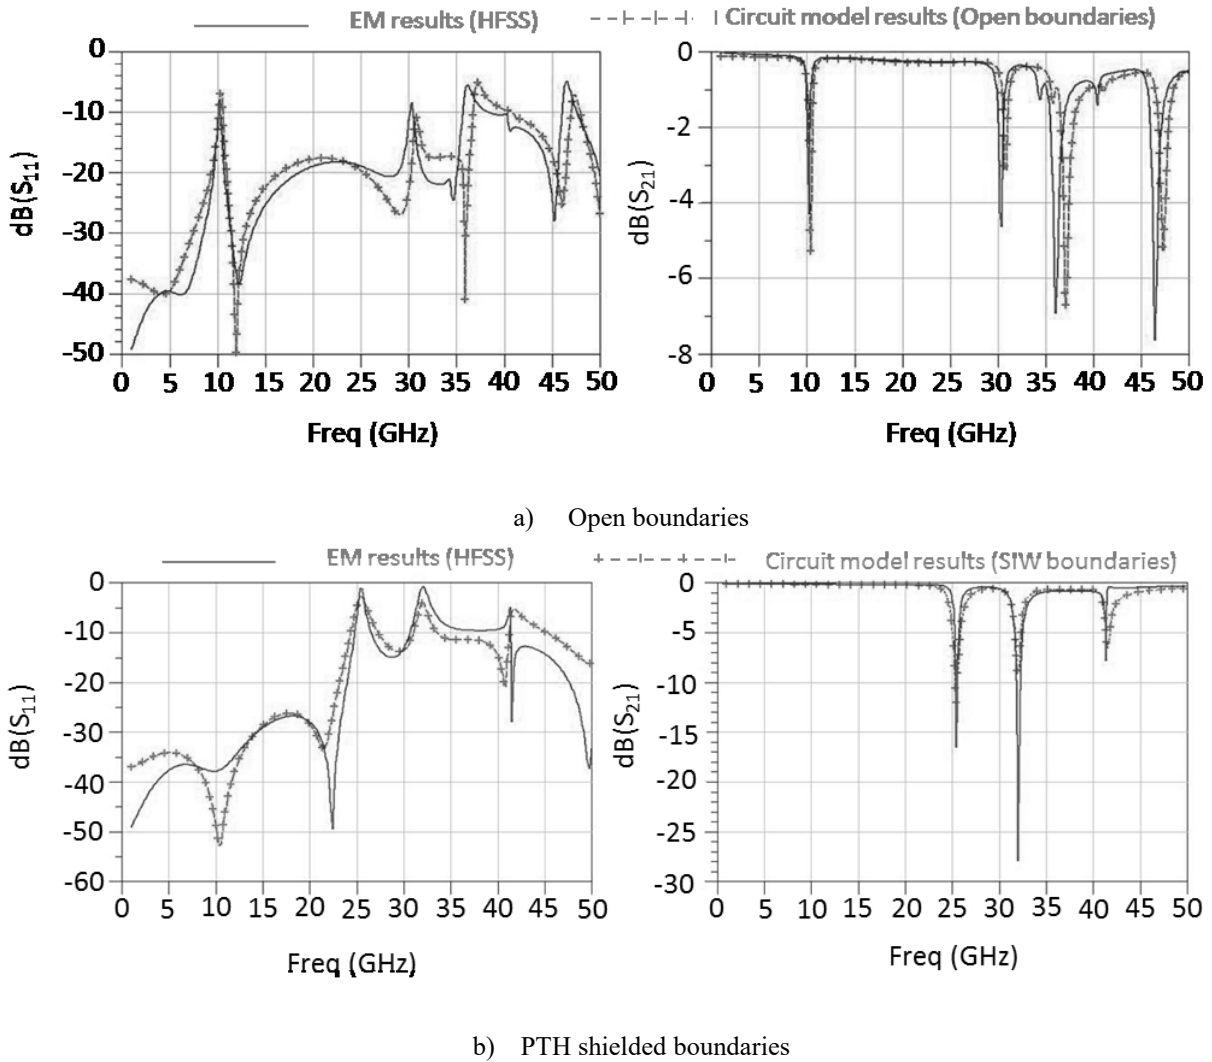 EM results (HFSS) Circuit model results (Open boundaries)
0
-10
-20
-30
-40
-50
dB(S11)
0 5 10 15 20 25 30 35 40 45 50
Freq (GHz)
0
-2
-4
-6
-8
dB(S21)
0 5 10 15 20 25 30 35 40 45 50
Freq (GHz)
a) Open boundaries
EM results (HFSS) Circuit model results (SIW boundaries)
0
-10
-20
-30
-40
-50
-60
dB(S11)
0 5 10 15 20 25 30 35 40 45 50
Freq (GHz)
0
-5
-10
-15
-20
-25
-30
dB(S21)
0 5 10 15 20 25 30 35 40 45 50
Freq (GHz)
b) PTH shielded boundaries